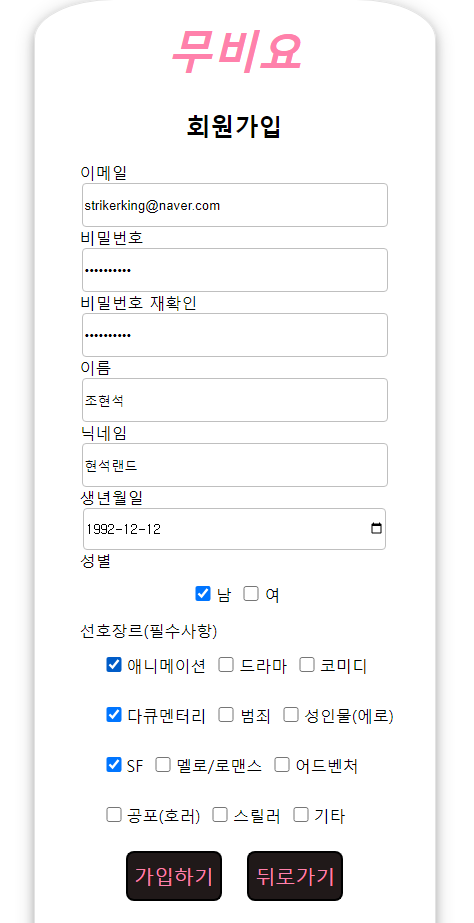 무비요
회원가입
이메일
strikerking@naver.com
비밀번호
••••••••••
비밀번호 재확인
••••••••••
이름
조현석
닉네임
현석랜드
생년월일
1992-12-12
성별
남 여
선호장르(필수사항)
애니메이션 드라마 코미디
다큐멘터리 범죄 성인물(에로)
SF 멜로/로맨스 어드벤처
공포(호러) 스릴러 기타
가입하기 뒤로가기